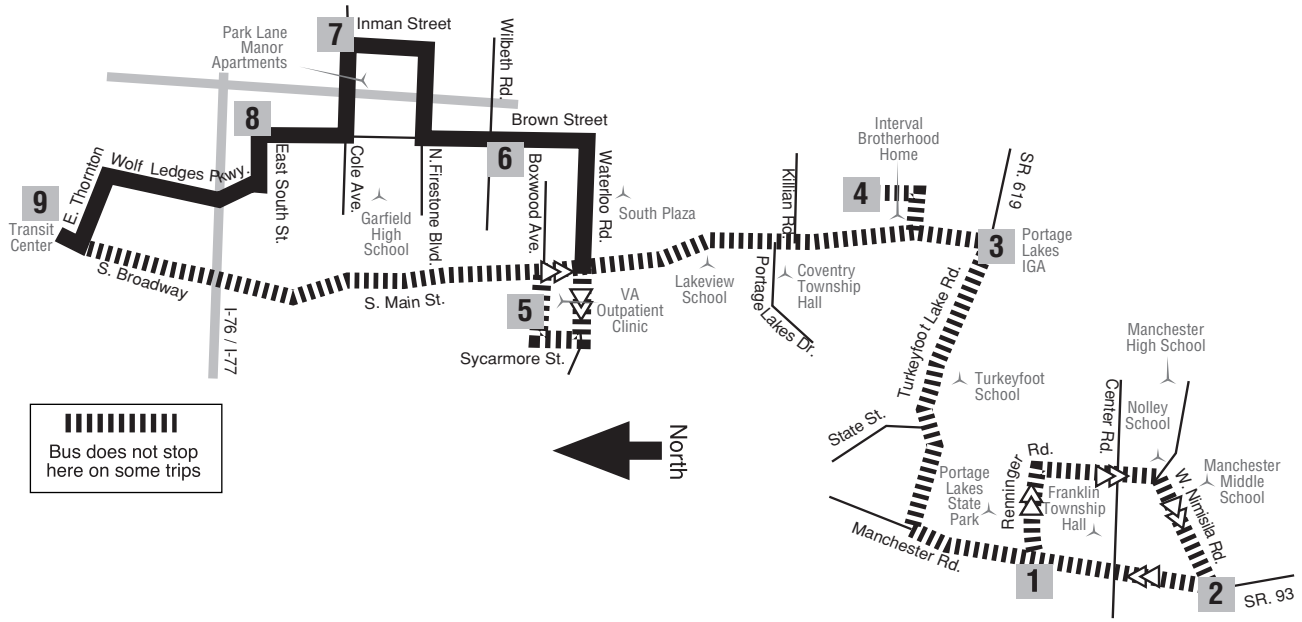 7
Inman Street
Park Lane
Manor
Apartments
Wilbeth Rd.
8
Brown Street
6
E. Thornton
Wolf Ledges Pkwy.
East South St.
Cole Ave.
N.Firestone Blvd.
Boxwood Ave.
Waterloo Rd.
Garfield
High
School
South Plaza
9
Transit
Center
S. Broadway
S. Main St.
I-76 / I-77
5
VA
Outpatient
Clinic
Sycarmore St.
Interval
Brotherhood
Home
4
Killian Rd.
SR. 619
3
Portage
Lakes
IGA
Lakeview
School
Portage
Lakes Dr.
Coventry
Township
Hall
Turkeyfoot Lake Rd.
Turkeyfoot
School
State St.
Manchester
High School
Center Rd.
Nolley
School
Renninger
Rd.
Portage
Lakes
State
Park
Franklin
Township
Hall
W. Nimisila Rd.
Manchester
Middle
School
Manchester Rd.
1
2
SR. 93
Bus does not stop
here on some trips
North